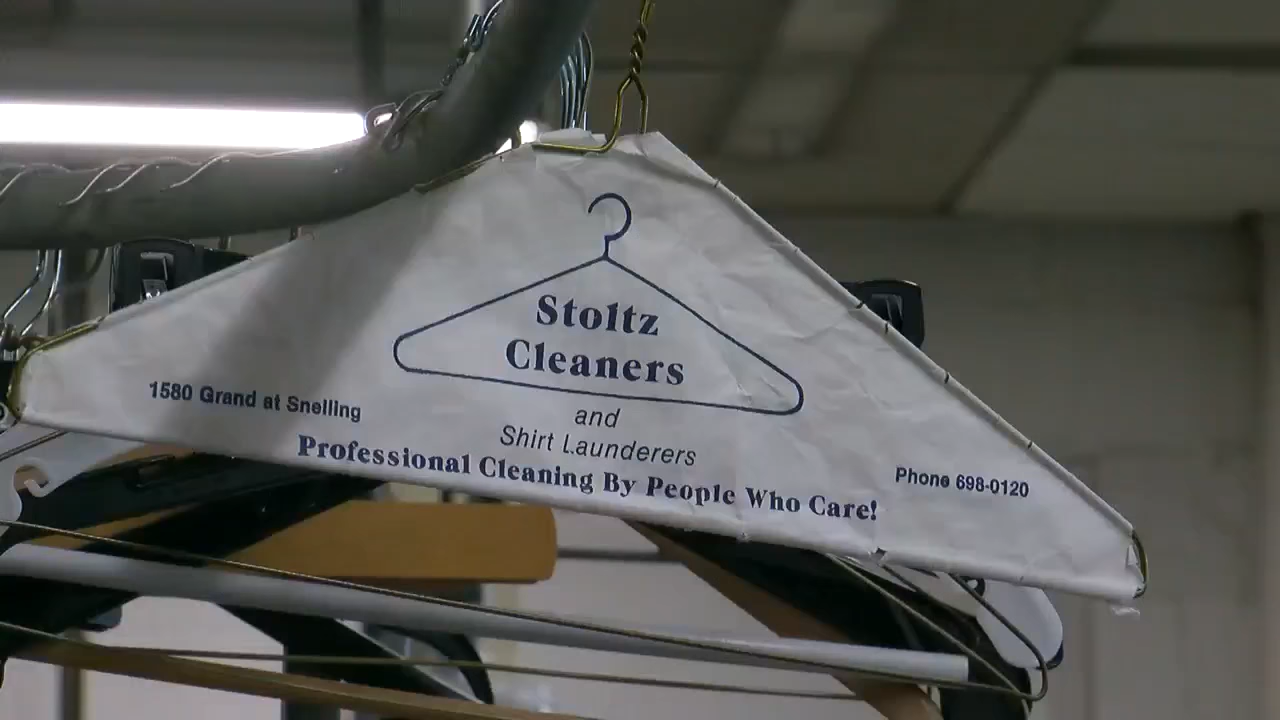 Stoltz
Cleaners
1580 Grand at Snelling
and
Shirt Launderers
Professional Cleaning By People Who Care!
Phone 698-0120